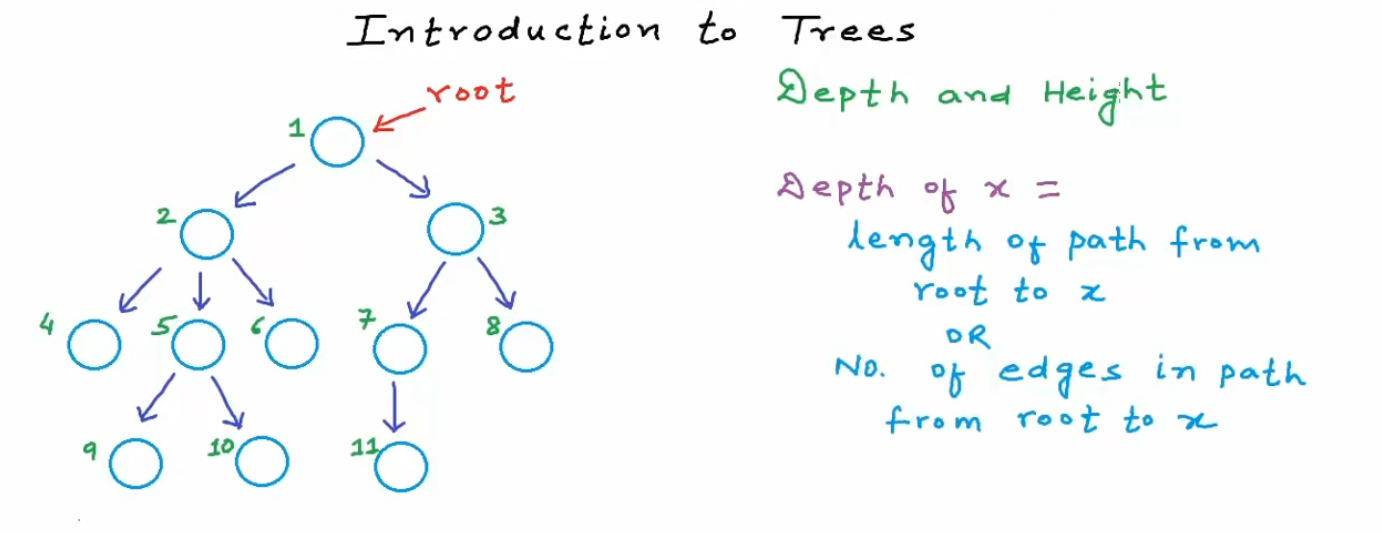 Introduction to Trees
root
1
2
3
4
5
6
7
8
9
10
11
Depth and Height
Depth of x =
length of path from
root to x
OR
No. of edges in path
from root to x